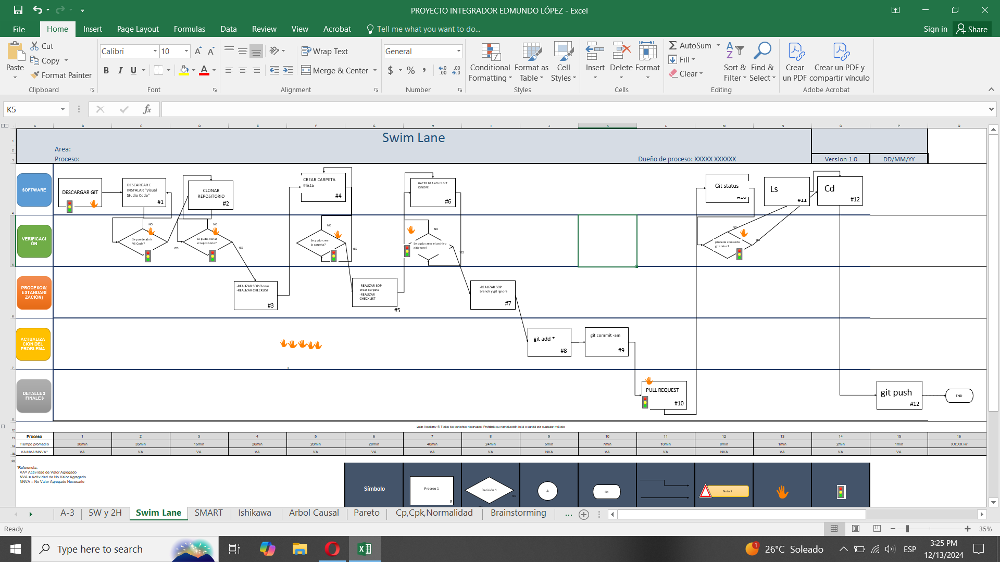 PROYECTO INTEGRADOR EDMUNDO LÓPEZ - Excel
File Home Insert Page Layout Formulas Data Review View Acrobat Tell me what you want to do... Sign in Share
Paste
Cut
Copy
Format Painter
Clipboard
Calibri 10
B I U
Font
Wrap Text
Merge & Center
Alignment
General
$ % ,
Number
Conditional Formatting
Format as Table
Cell Styles
Styles
Insert Delete Format
Cells
AutoSum
Fill
Clear
Sort & Filter
Find & Select
Editing
Crear un PDF
Crear un PDF y compartir vínculo
Adobe Acrobat
K5 fx
A B C D E F G H I J K L M N O P Q
Swim Lane
Area:
Proceso:
Dueño de proceso: XXXXX XXXXXX
Version 1.0
DD/MM/YY
SOFTWARE
DESCARGAR GIT
DESCARGAR E INSTALAR "Visual Studio Code"
#1
CLONAR REPOSITORIO
#2
CREAR CARPETA #lista
#4
HACER BRANCH Y GIT IGNORE
#6
Git status
Ls
#11
Cd
#12
VERIFICACI
ÓN
Se puede abrir VS Code?
NO
YES
Se pudo clonar el repositorio?
NO
YES
Se pudo crear la carpeta?
NO
YES
Se pudo crear el archivo gitignore?
NO
YES
procede comando git status?
NO
YES
PROCESOS(
ESTANDARI
ZACIÓN)
-REALIZAR SOP Clonar
-REALIZAR CHECKLIST
#3
-REALIZAR SOP
crear carpeta
-REALIZAR
CHECKLIST
#5
-REALIZAR SOP
branch y git ignore
#7
ACTUALIZA
CIÓN DEL
PROBLEMA
git add *
#8
git commit -am
#9
DETALLES
FINALES
PULL REQUEST
#10
git push
#12
END
Lean Academy ® Todos los derechos reservados Prohibida su reproducción total o parcial por cualquier método
Proceso 1 2 3 4 5 6 7 8 9 10 11 12 13 14 15 16
Tiempo promedio 30min 35min 15min 26min 20min 28min 40min 24min 5min 7min 10min 8min 1min 2min 1min XX:XX Hr
VA/NVA/NNVA* VA VA VA VA VA VA VA VA NVA VA VA NVA VA VA VA
*Referencia:
VA= Actividad de Valor Agregado
NVA = Actividad de No Valor Agregado
NNVA = No Valor Agregado Necesario
Símbolo
Proceso 1
#
Decisión 1
NO
A
Fin
Nota 1
A-3 5W y 2H Swim Lane SMART Ishikawa Arbol Causal Pareto Cp,Cpk,Normalidad Brainstorming ...
Ready
35%
Type here to search
1
26°C Soleado
ESP
3:25 PM
12/13/2024